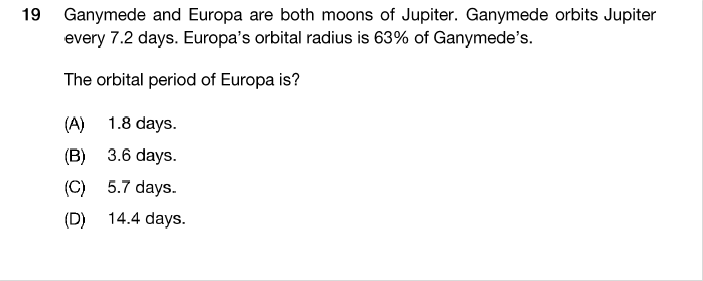 19 Ganymede and Europa are both moons of Jupiter. Ganymede orbits Jupiter
every 7.2 days. Europa's orbital radius is 63% of Ganymede's.
The orbital period of Europa is?
(A) 1.8 days.
(B) 3.6 days.
(C) 5.7 days.
(D) 14.4 days.